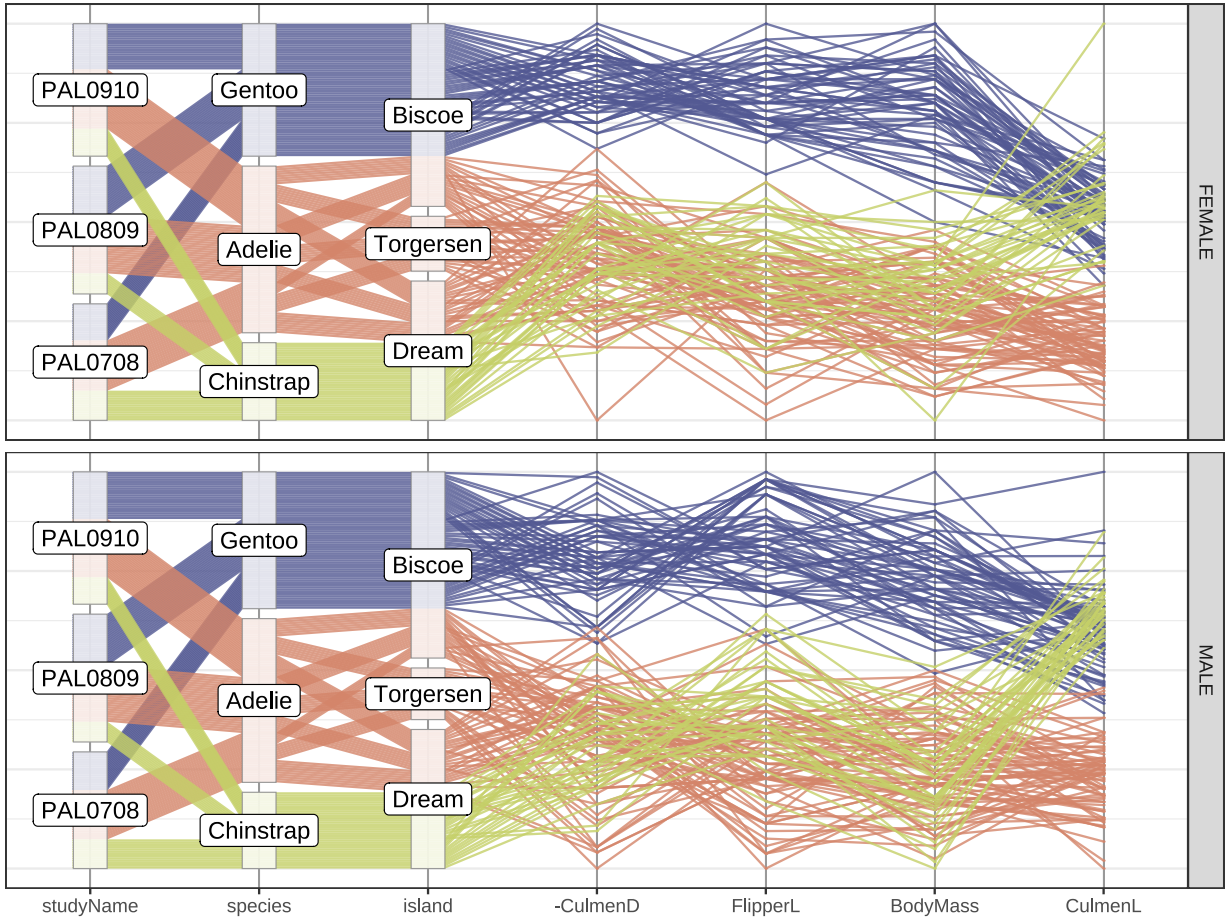 PAL0910
Gentoo
Biscoe
PAL0809
Torgersen
Adelie
PAL0708
Dream
Chinstrap
FEMALE
PAL0910
Gentoo
Biscoe
PAL0809
Torgersen
Adelie
PAL0708
Dream
Chinstrap
MALE
studyName species island -CulmenD FlipperL BodyMass CulmenL